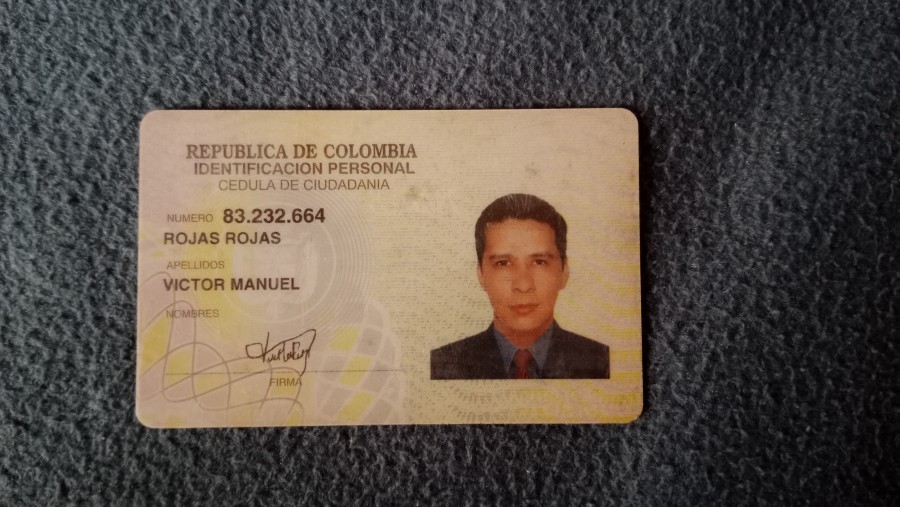 REPUBLICA DE COLOMBIA
IDENTIFICACION PERSONAL
CEDULA DE CIUDADANIA
NUMERO 83.232.664
ROJAS ROJAS
APELLIDOS
VICTOR MANUEL
NOMBRES
FIRMA